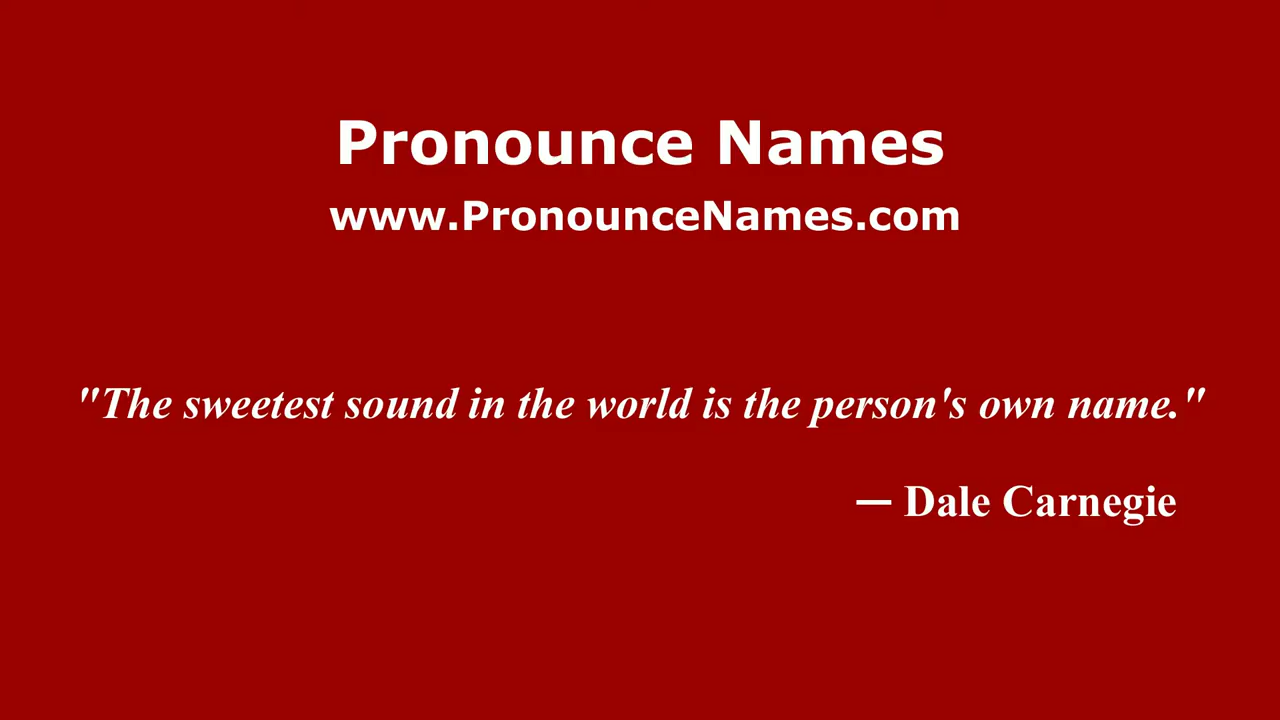 Pronounce Names
www.PronounceNames.com
"The sweetest sound in the world is the person's own name."
— Dale Carnegie